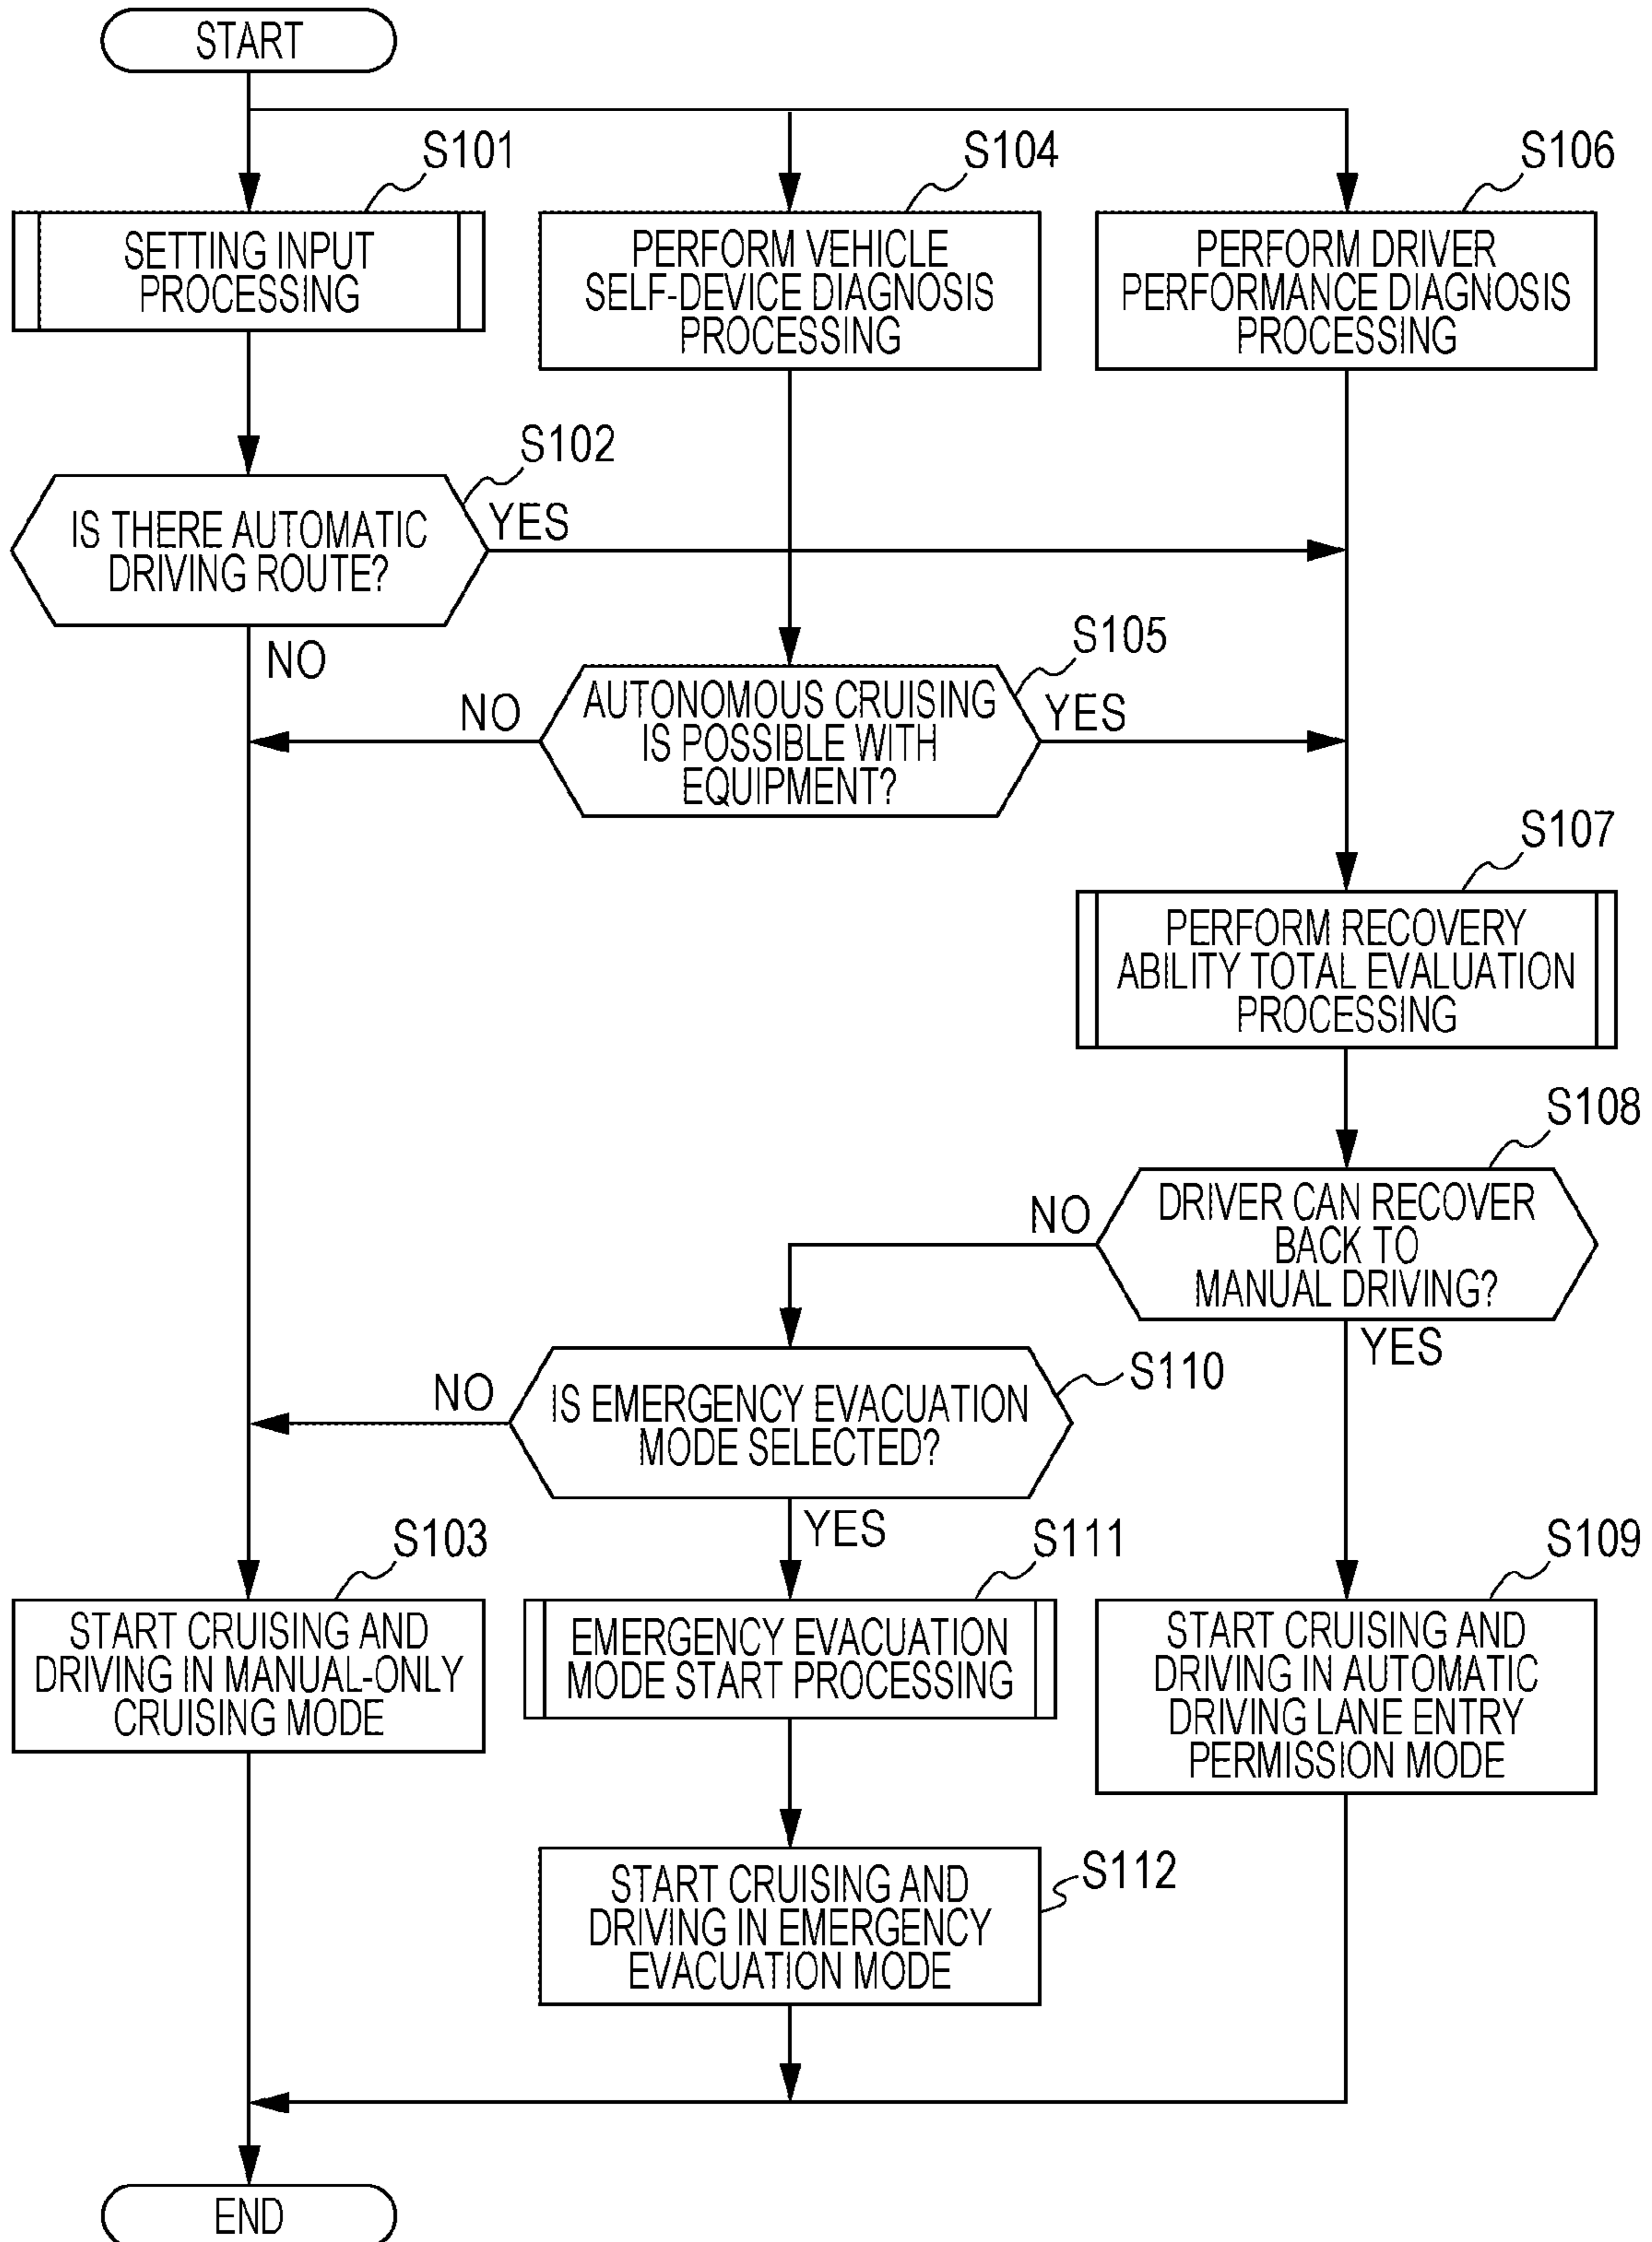 START
S101
S104
S106
SETTING INPUT
PROCESSING
PERFORM VEHICLE
SELF-DEVICE DIAGNOSIS
PROCESSING
PERFORM DRIVER
PERFORMANCE DIAGNOSIS
PROCESSING
S102
IS THERE AUTOMATIC
DRIVING ROUTE?
YES
NO
S105
AUTONOMOUS CRUISING
IS POSSIBLE WITH
EQUIPMENT?
NO
YES
S107
PERFORM RECOVERY
ABILITY TOTAL EVALUATION
PROCESSING
S108
DRIVER CAN RECOVER
BACK TO
MANUAL DRIVING?
NO
YES
S110
IS EMERGENCY EVACUATION
MODE SELECTED?
NO
YES
S103
START CRUISING AND
DRIVING IN MANUAL-ONLY
CRUISING MODE
S111
EMERGENCY EVACUATION
MODE START PROCESSING
S109
START CRUISING AND
DRIVING IN AUTOMATIC
DRIVING LANE ENTRY
PERMISSION MODE
S112
START CRUISING AND
DRIVING IN EMERGENCY
EVACUATION MODE
END